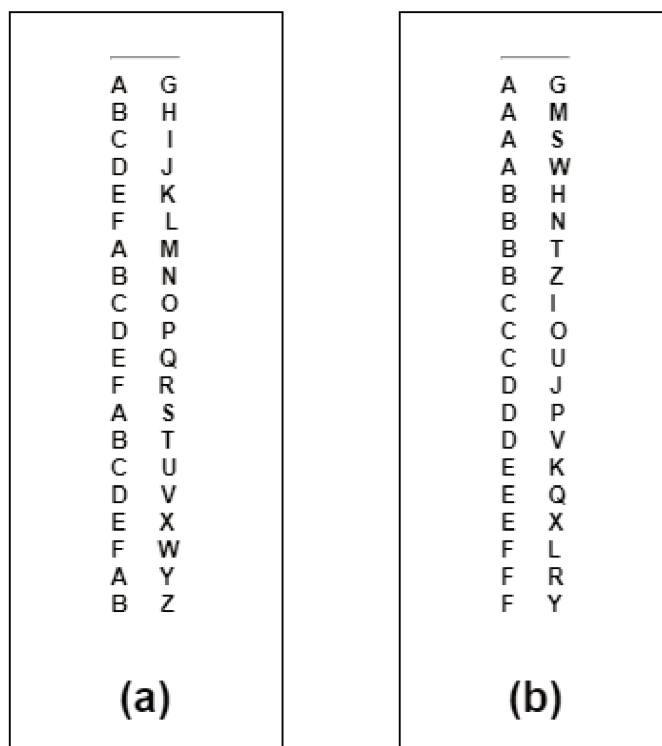 A G
B H
C I
D J
E K
F L
A M
B N
C O
D P
E Q
F R
A S
B T
C U
D V
E X
F W
A Y
B Z
(a)
A G
A M
A S
A W
B H
B N
B T
B Z
C I
C O
C U
D J
D P
D V
E K
E Q
E X
F L
F R
F Y
(b)